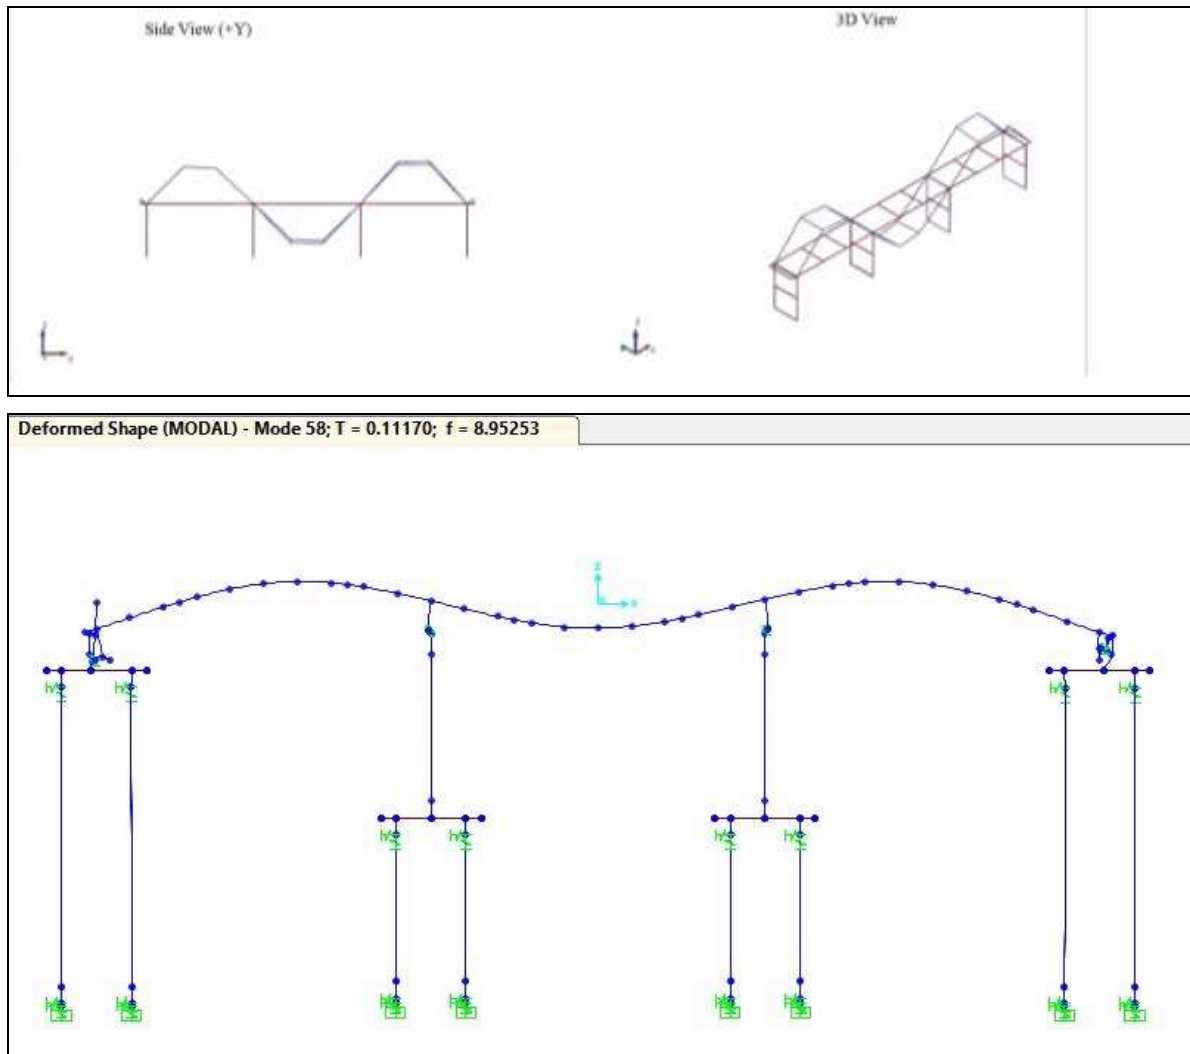 Side View (+Y)
3D View
Deformed Shape (MODAL) - Mode 58; T = 0.11170; f = 8.95253